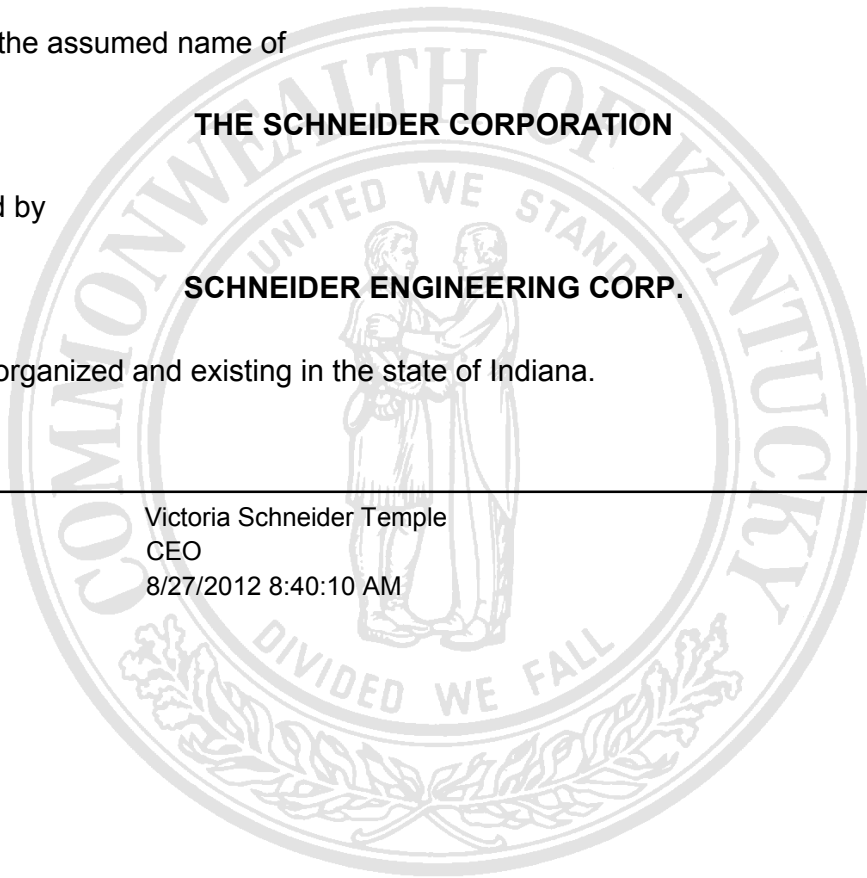 the assumed name of
THE SCHNEIDER CORPORATION
d by
SCHNEIDER ENGINEERING CORP.
organized and existing in the state of Indiana.
Victoria Schneider Temple
CEO
8/27/2012 8:40:10 AM
COMMONWEALTH OF KENTUCKY
UNITED WE STAND
DIVIDED WE FALL